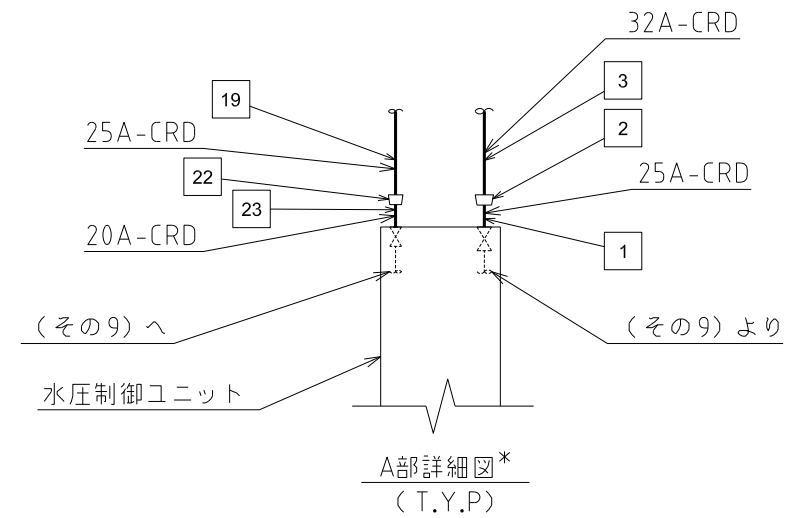 32A-CRD
3
19
2
25A-CRD
22
25A-CRD
23
20A-CRD
1
(その9)へ
(その9)より
水圧制御ユニット
A部詳細図*
(T.Y.P)